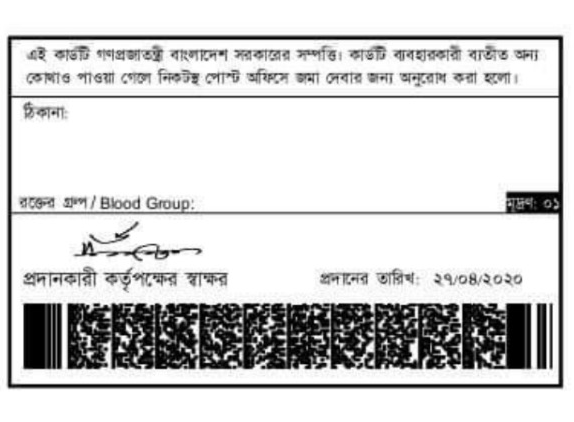 এই কার্ডটি গণপ্রজাতন্ত্রী বাংলাদেশ সরকারের সম্পত্তি। কার্ডটি ব্যবহারকারী ব্যতীত অন্য
কোথাও পাওয়া গেলে নিকটস্থ পোস্ট অফিসে জমা দেবার জন্য অনুরোধ করা হলো।
ঠিকানা:
রক্তের গ্রুপ / Blood Group:
মূদ্রণ: ০১
প্রদানকারী কর্তৃপক্ষের স্বাক্ষর
প্রদানের তারিখ: ২৭/০৪/২০২০